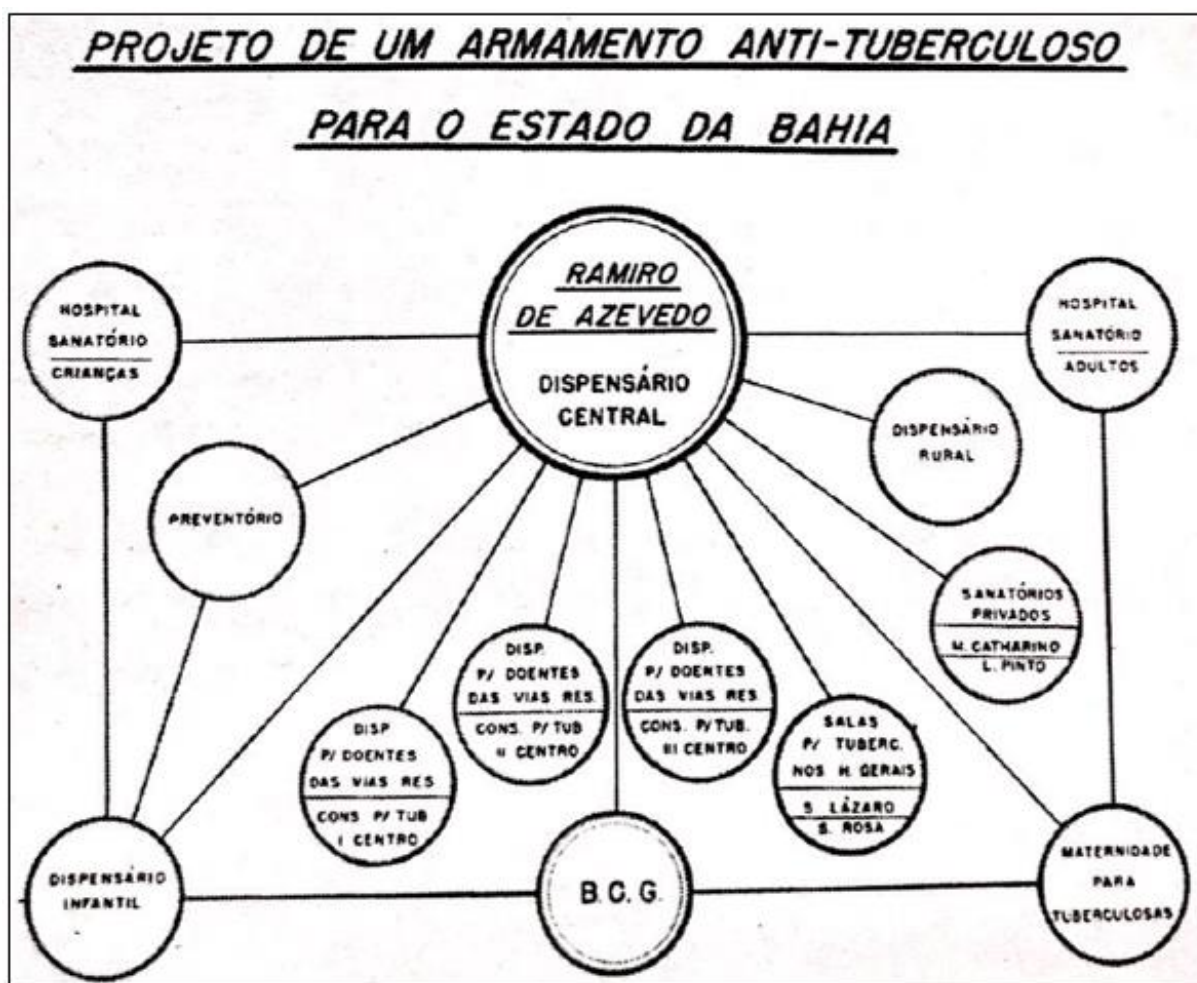 PROJETO DE UM ARMAMENTO ANTI-TUBERCULOSO
PARA O ESTADO DA BAHIA
RAMIRO
DE AZEVEDO
DISPENSÁRIO
CENTRAL
HOSPITAL
SANATÓRIO
CRIANÇAS
HOSPITAL
SANATÓRIO
ADULTOS
PREVENTÓRIO
DISPENSÁRIO
RURAL
SANATÓRIOS
PRIVADOS
M. CATHARINO
L. PINTO
DISP
P/ DOENTES
DAS VIAS RES
CONS P/ TUB
I CENTRO
DISP.
P/ DOENTES
DAS VIAS RES.
CONS. P/ TUB
II CENTRO
DISP.
P/ DOENTES
DAS VIAS RES.
CONS. P/ TUB.
III CENTRO
SALAS
P/ TUBERC.
NOS H. GERAIS
S. LÁZARO
S. ROSA
DISPENSÁRIO
INFANTIL
B.C.G.
MATERNIDADE
PARA
TUBERCULOSAS